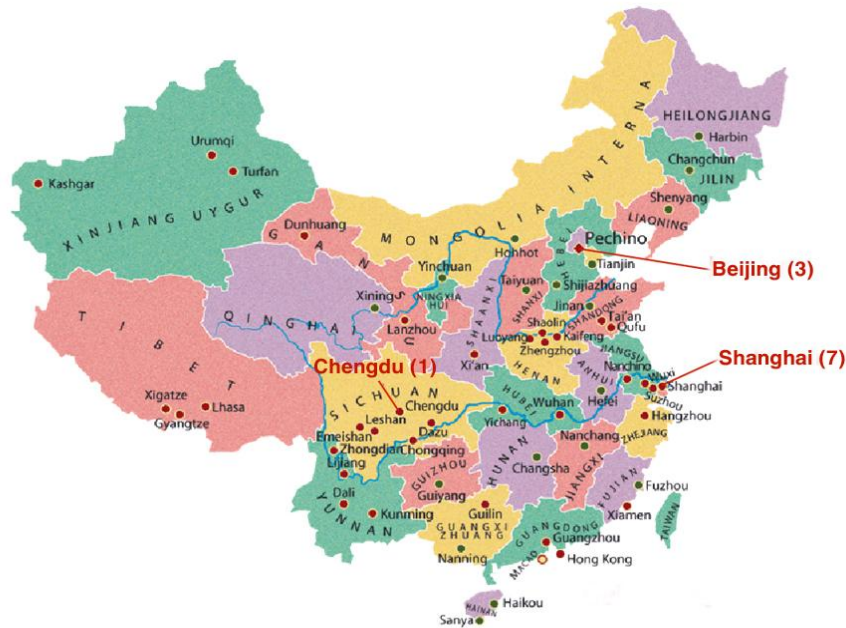 HEILONGJIANG
Harbin
Changchun
JILIN
Shenyang
LIAONING
Urumqi
Turfan
Kashgar
XINJIANG UYGUR
MONGOLIA INTERNA
Dunhuang
GANSU
Hohhot
HEBEI
Pechino
Beijing (3)
Tianjin
Yinchuan
Taiyuan
Shijiazhuang
NINGXIA
HUI
SHAANXI
SHANXI
Jinan
SHANDONG
Xining
QINGHAI
Lanzhou
Tai'an
Qufu
Shaolin
Luoyang
Kaifeng
Zhengzhou
TIBET
Xi'an
HENAN
JIANGSU
ANHUI
Nanchino
Wuxi
Shanghai (7)
Shanghai
Suzhou
Chengdu (1)
SICHUAN
Chengdu
HUBEI
Wuhan
Hefei
Hangzhou
Xigatze
Lhasa
Gyangtze
Leshan
Emeishan
Dazu
Yichang
ZHEJIANG
Zhongdian
Chongqing
Nanchang
Lijiang
GUIZHOU
HUNAN
Changsha
JIANGXI
FUJIAN
Fuzhou
Dali
Guiyang
YUNNAN
Kunming
Guilin
Xiamen
TAIWAN
GUANGXI
ZHUANG
GUANGDONG
Guangzhou
Nanning
MACAO
Hong Kong
HAINAN
Haikou
Sanya